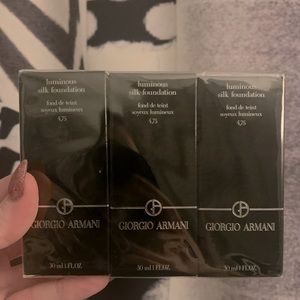 luminous
silk foundation
fond de teint
soyeux lumineux
4,75
GIORGIO ARMANI
30 ml 1 FL.OZ.
luminous
silk foundation
fond de teint
soyeux lumineux
4,75
GIORGIO ARMANI
30 ml 1 FL.OZ.
luminous
silk foundation
fond de teint
soyeux lumineux
4,75
GIORGIO ARMANI
30 ml 1 FL.OZ.